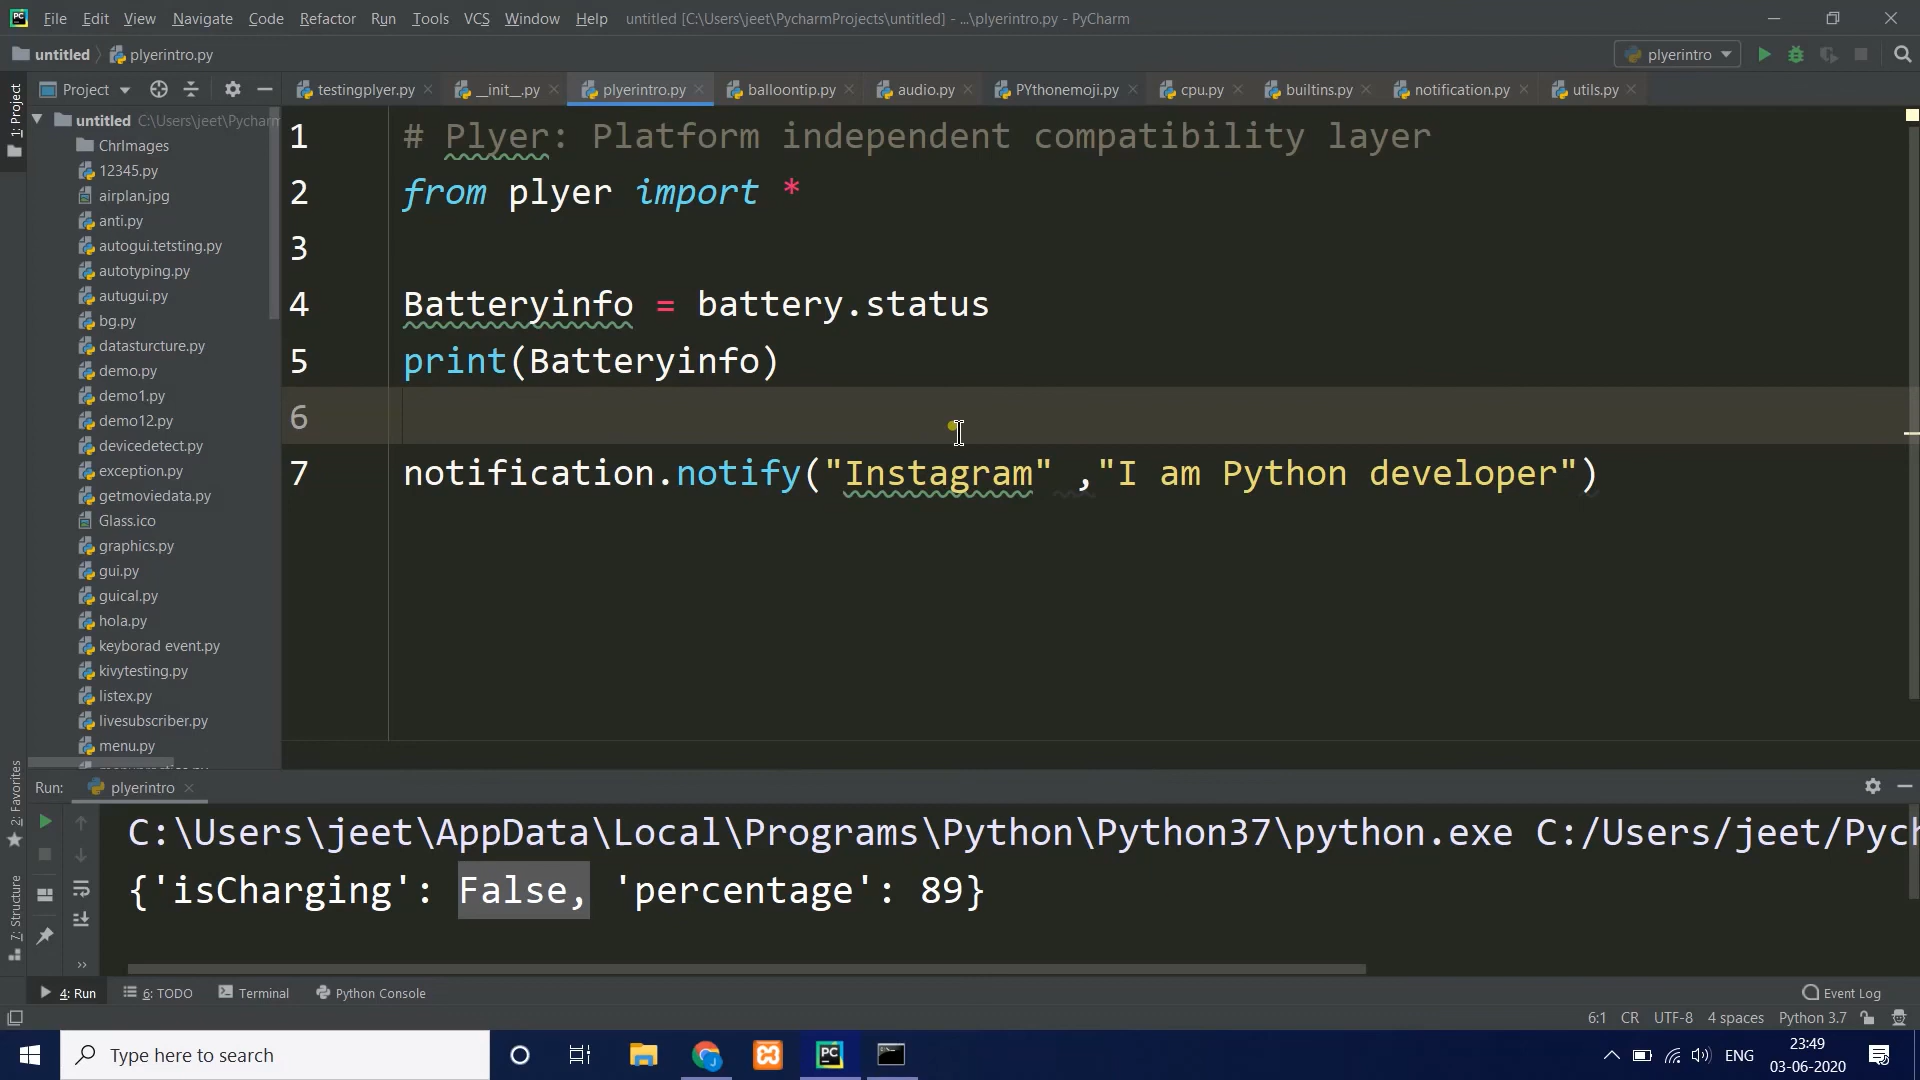 File Edit View Navigate Code Refactor Run Tools VCS Window Help untitled [C:\Users\jeet\PycharmProjects\untitled] - ...\plyerintro.py - PyCharm
untitled plyerintro.py plyerintro
1: Project
Project testingplyer.py __init__.py plyerintro.py balloontip.py audio.py PYthonemoji.py cpu.py builtins.py notification.py utils.py
untitled C:\Users\jeet\Pycharm
ChrImages
12345.py
airplan.jpg
anti.py
autogui.tetsting.py
autotyping.py
autugui.py
bg.py
datasturcture.py
demo.py
demo1.py
demo12.py
devicedetect.py
exception.py
getmoviedata.py
Glass.ico
graphics.py
gui.py
guical.py
hola.py
keyborad event.py
kivytesting.py
listex.py
livesubscriber.py
menu.py
1 # Plyer: Platform independent compatibility layer
2 from plyer import *
3
4 Batteryinfo = battery.status
5 print(Batteryinfo)
6
7 notification.notify("Instagram" ,"I am Python developer")
2: Favorites
7: Structure
Run: plyerintro
C:\Users\jeet\AppData\Local\Programs\Python\Python37\python.exe C:/Users/jeet/Pych
{'isCharging': False, 'percentage': 89}
4: Run 6: TODO Terminal Python Console Event Log
6:1 CR UTF-8 4 spaces Python 3.7
Type here to search
ENG
23:49
03-06-2020